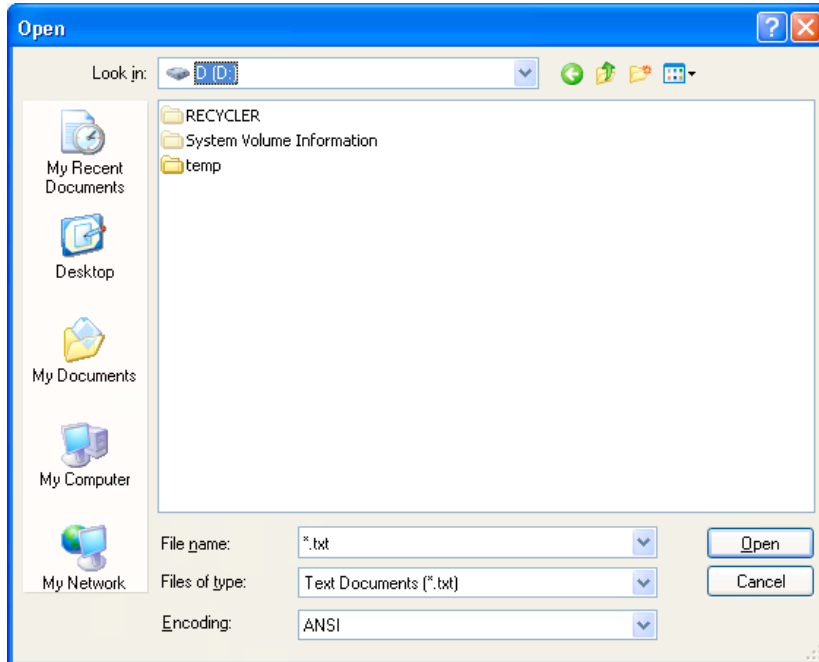 Open
Look in:
D (D:
RECYCLER
System Volume Information
temp
My Recent
Documents
Desktop
My Documents
My Computer
My Network
File name:
*.txt
Open
Files of type:
Text Documents (*.txt)
Cancel
Encoding:
ANSI